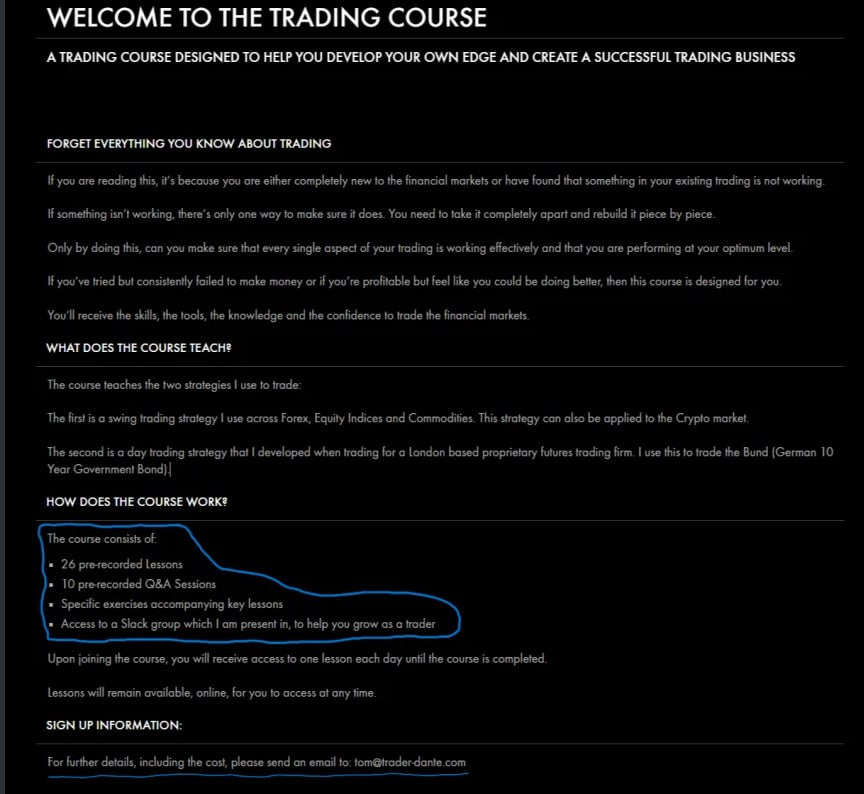 WELCOME TO THE TRADING COURSE
A TRADING COURSE DESIGNED TO HELP YOU DEVELOP YOUR OWN EDGE AND CREATE A SUCCESSFUL TRADING BUSINESS
FORGET EVERYTHING YOU KNOW ABOUT TRADING
If you are reading this, it's because you are either completely new to the financial markets or have found that something in your existing trading is not working.
If something isn't working, there's only one way to make sure it does. You need to take it completely apart and rebuild it piece by piece.
Only by doing this, can you make sure that every single aspect of your trading is working effectively and that you are performing at your optimum level.
If you've tried but consistently failed to make money or if you're profitable but feel like you could be doing better, then this course is designed for you.
You'll receive the skills, the tools, the knowledge and the confidence to trade the financial markets.
WHAT DOES THE COURSE TEACH?
The course teaches the two strategies I use to trade:
The first is a swing trading strategy I use across Forex, Equity Indices and Commodities. This strategy can also be applied to the Crypto market.
The second is a day trading strategy that I developed when trading for a London based proprietary futures trading firm. I use this to trade the Bund (German 10
Year Government Bond).
HOW DOES THE COURSE WORK?
The course consists of:
▪ 26 pre-recorded Lessons
▪ 10 pre-recorded Q&A Sessions
▪ Specific exercises accompanying key lessons
▪ Access to a Slack group which I am present in, to help you grow as a trader
Upon joining the course, you will receive access to one lesson each day until the course is completed.
Lessons will remain available, online, for you to access at any time.
SIGN UP INFORMATION:
For further details, including the cost, please send an email to: tom@trader-dante.com